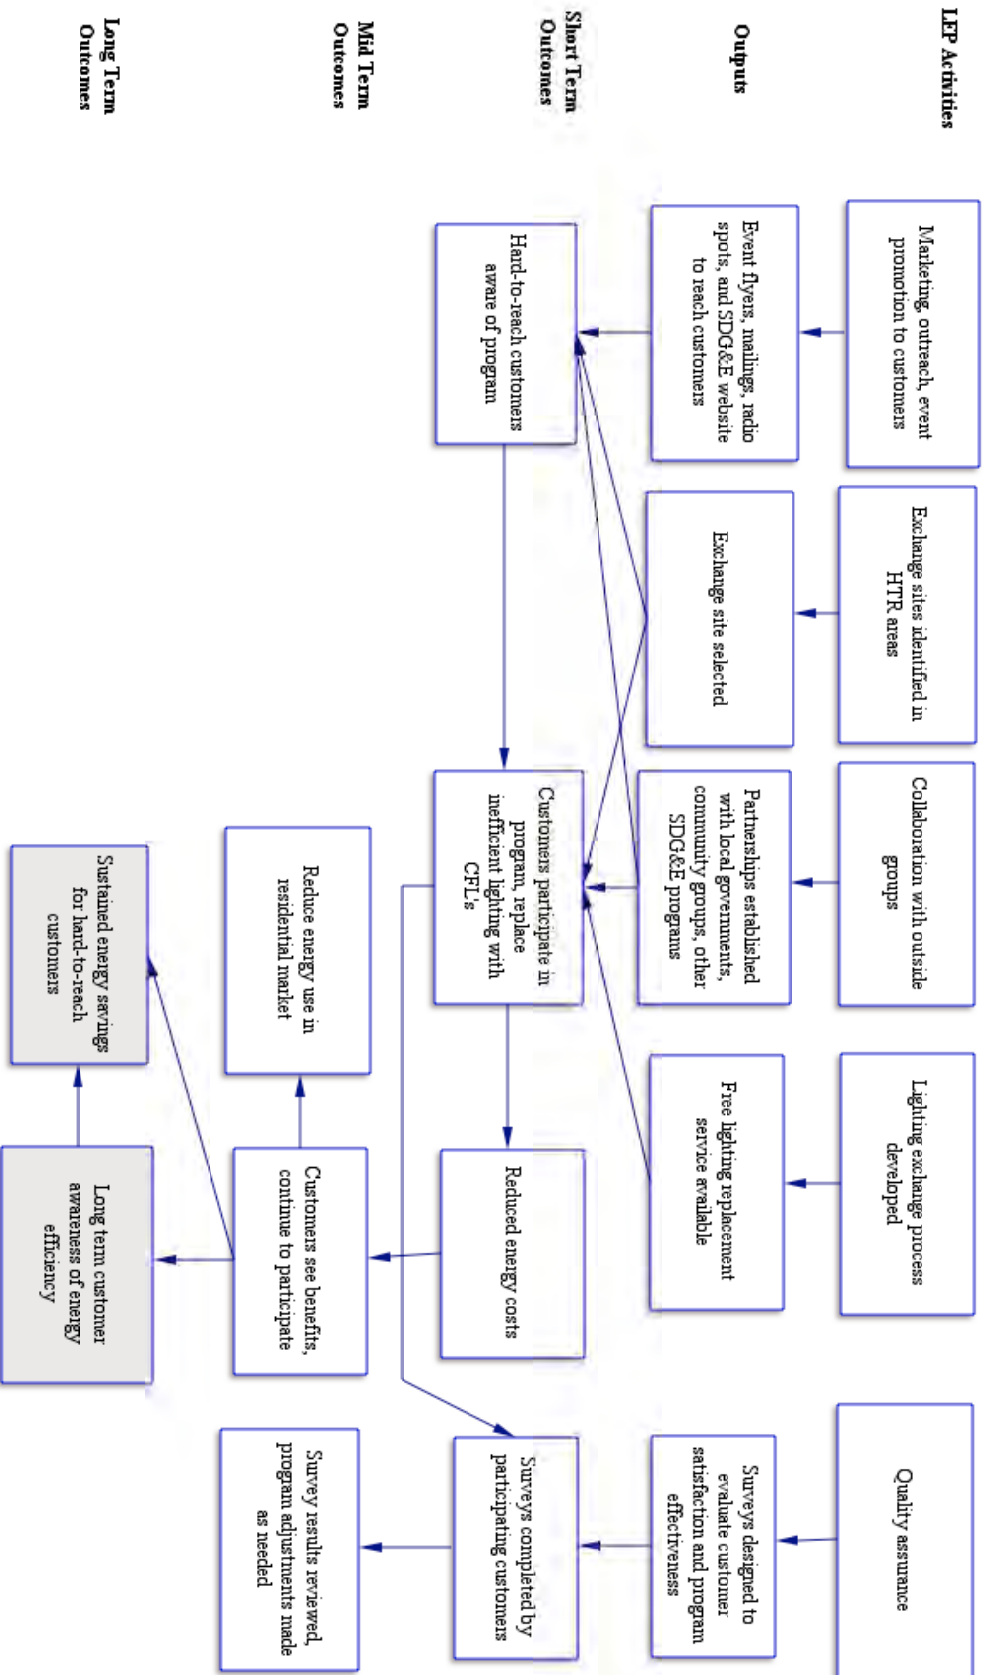 LEP Activities
Marketing, outreach, event
promotion to customers
Exchange sites identified in
HTR areas
Collaboration with outside
groups
Lighting exchange process
developed
Quality assurance
Outputs
Event flyers, mailings, radio
spots, and SDG&E website
to reach customers
Exchange site selected
Partnerships established
with local governments,
community groups, other
SDG&E programs
Free lighting replacement
service available
Surveys designed to
evaluate customer
satisfaction and program
effectiveness
Short Term
Outcomes
Hard-to-reach customers
aware of program
Customers participate in
program, replace
inefficient lighting with
CFL's
Reduced energy costs
Surveys completed by
participating customers
Mid Term
Outcomes
Reduce energy use in
residential market
Customers see benefits,
continue to participate
Survey results reviewed,
program adjustments made
as needed
Long Term
Outcomes
Sustained energy savings
for hard-to-reach
customers
Long term customer
awareness of energy
efficiency